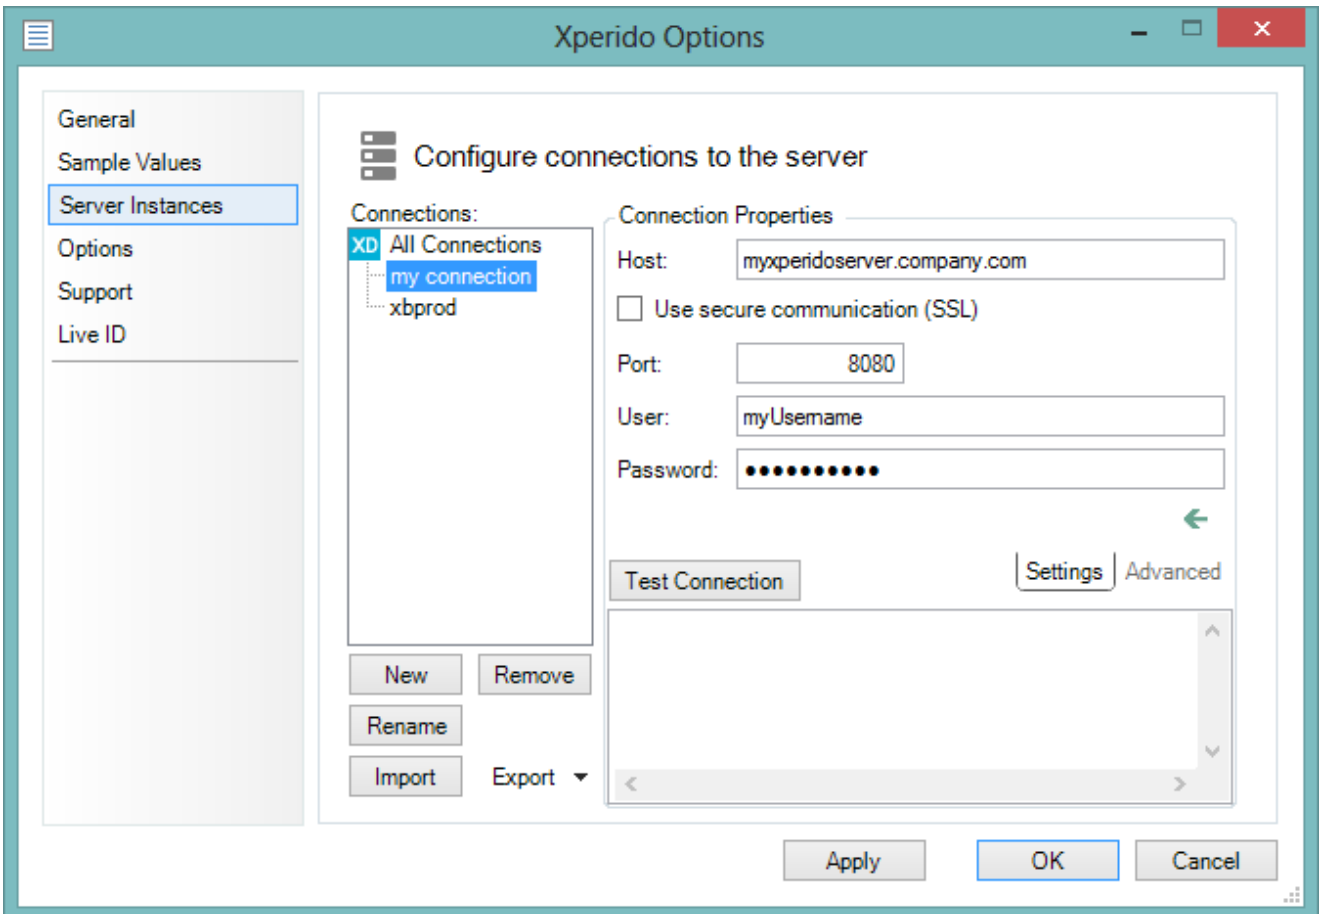 Xperido Options
General
Sample Values
Server Instances
Options
Support
Live ID
Configure connections to the server
Connections:
XD All Connections
my connection
xbprod
New Remove
Rename
Import Export
Connection Properties
Host: myxperidoserver.company.com
Use secure communication (SSL)
Port: 8080
User: myUsername
Password: ●●●●●●●●●●
Test Connection Settings Advanced
Apply OK Cancel